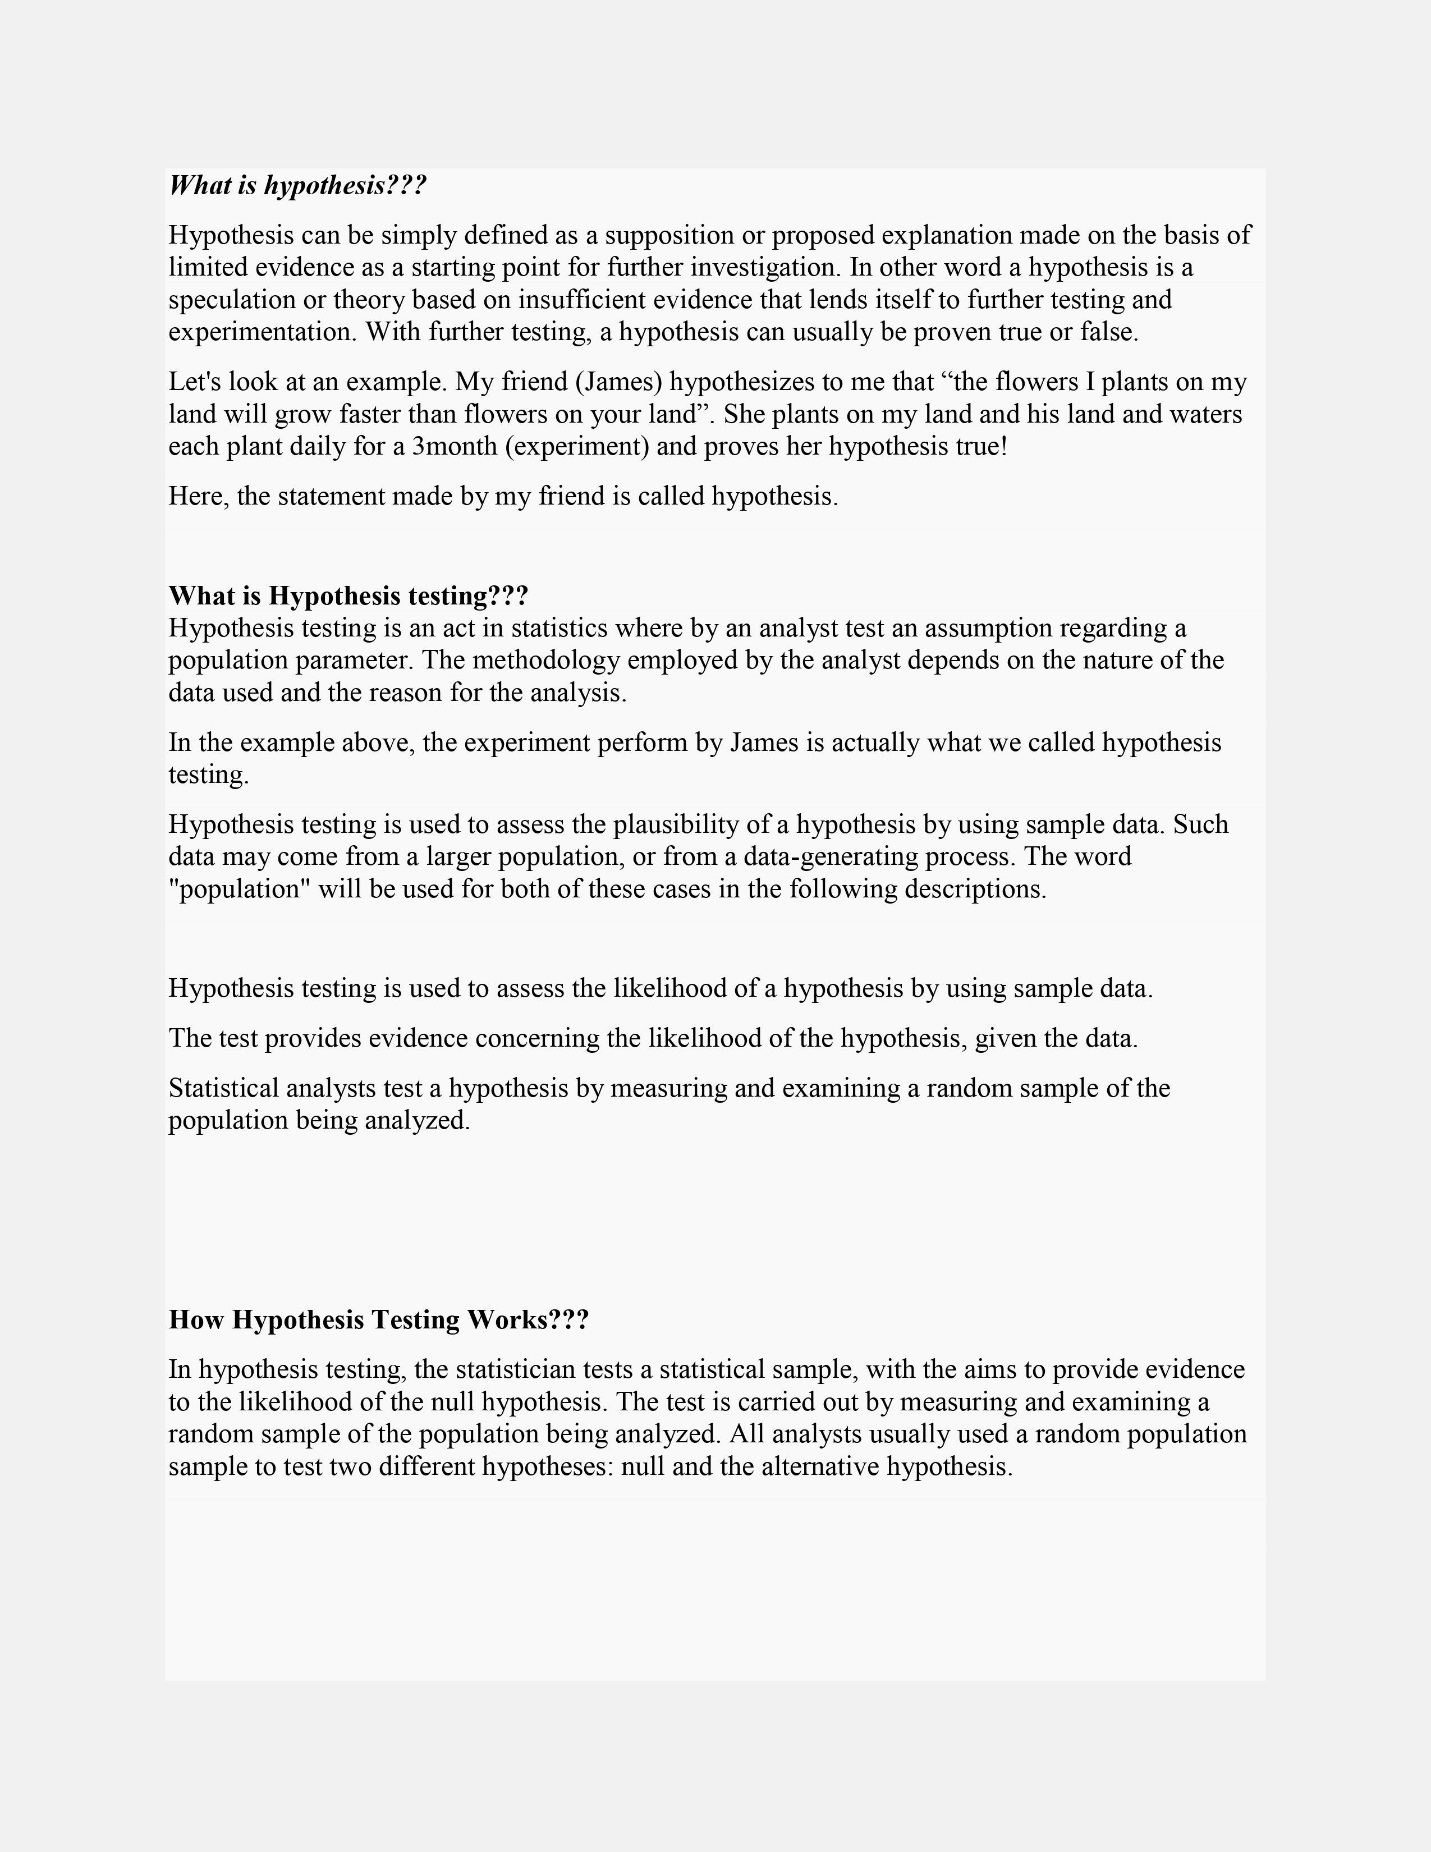 What is hypothesis???
Hypothesis can be simply defined as a supposition or proposed explanation made on the basis of
limited evidence as a starting point for further investigation. In other word a hypothesis is a
speculation or theory based on insufficient evidence that lends itself to further testing and
experimentation. With further testing, a hypothesis can usually be proven true or false.
Let's look at an example. My friend (James) hypothesizes to me that “the flowers I plants on my
land will grow faster than flowers on your land”. She plants on my land and his land and waters
each plant daily for a 3month (experiment) and proves her hypothesis true!
Here, the statement made by my friend is called hypothesis.
What is Hypothesis testing???
Hypothesis testing is an act in statistics where by an analyst test an assumption regarding a
population parameter. The methodology employed by the analyst depends on the nature of the
data used and the reason for the analysis.
In the example above, the experiment perform by James is actually what we called hypothesis
testing.
Hypothesis testing is used to assess the plausibility of a hypothesis by using sample data. Such
data may come from a larger population, or from a data-generating process. The word
"population" will be used for both of these cases in the following descriptions.
Hypothesis testing is used to assess the likelihood of a hypothesis by using sample data.
The test provides evidence concerning the likelihood of the hypothesis, given the data.
Statistical analysts test a hypothesis by measuring and examining a random sample of the
population being analyzed.
How Hypothesis Testing Works???
In hypothesis testing, the statistician tests a statistical sample, with the aims to provide evidence
to the likelihood of the null hypothesis. The test is carried out by measuring and examining a
random sample of the population being analyzed. All analysts usually used a random population
sample to test two different hypotheses: null and the alternative hypothesis.